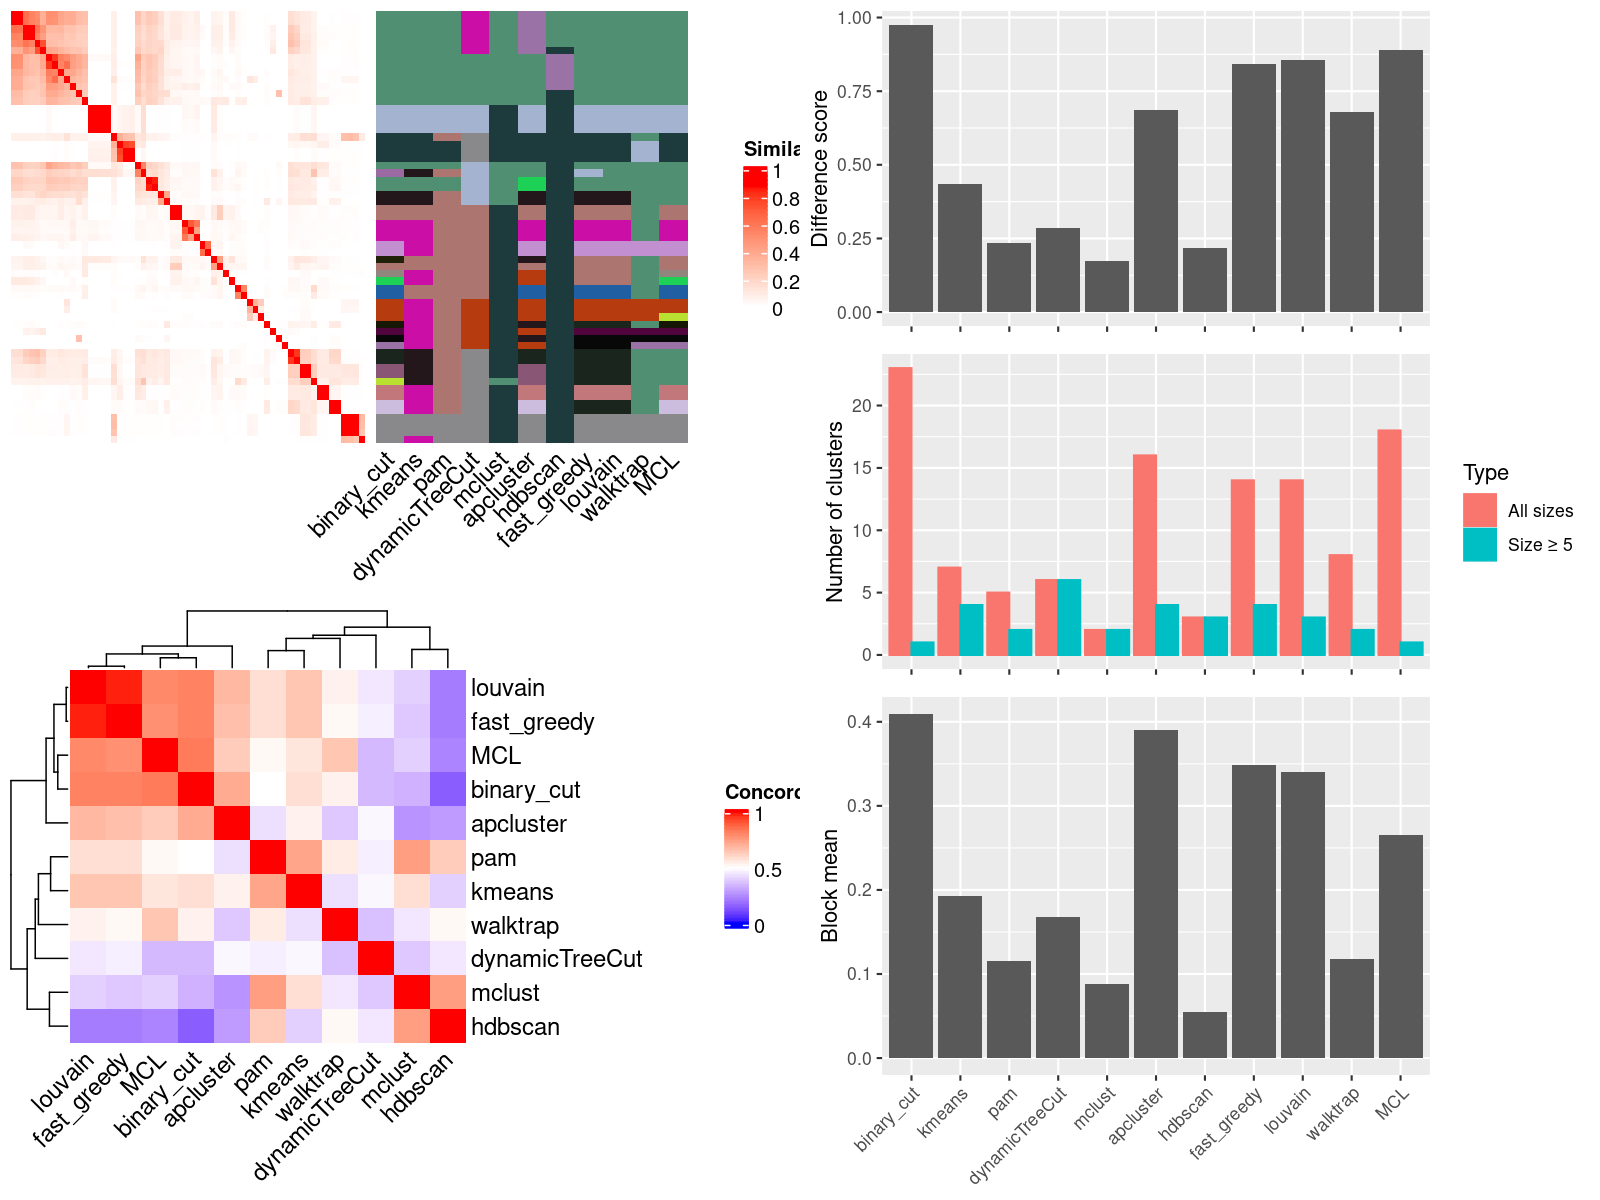 Simila
1
0.8
0.6
0.4
0.2
0
binary_cut
kmeans
pam
dynamicTreeCut
mclust
apcluster
hdbscan
fast_greedy
louvain
walktrap
MCL
louvain
fast_greedy
MCL
binary_cut
apcluster
pam
kmeans
walktrap
dynamicTreeCut
mclust
hdbscan
louvain
fast_greedy
MCL
binary_cut
apcluster
pam
kmeans
walktrap
dynamicTreeCut
mclust
hdbscan
Concord
1
0.5
0
Difference score
1.00
0.75
0.50
0.25
0.00
Number of clusters
20
15
10
5
0
Type
All sizes
Size ≥ 5
Block mean
0.4
0.3
0.2
0.1
0.0
binary_cut
kmeans
pam
dynamicTreeCut
mclust
apcluster
hdbscan
fast_greedy
louvain
walktrap
MCL